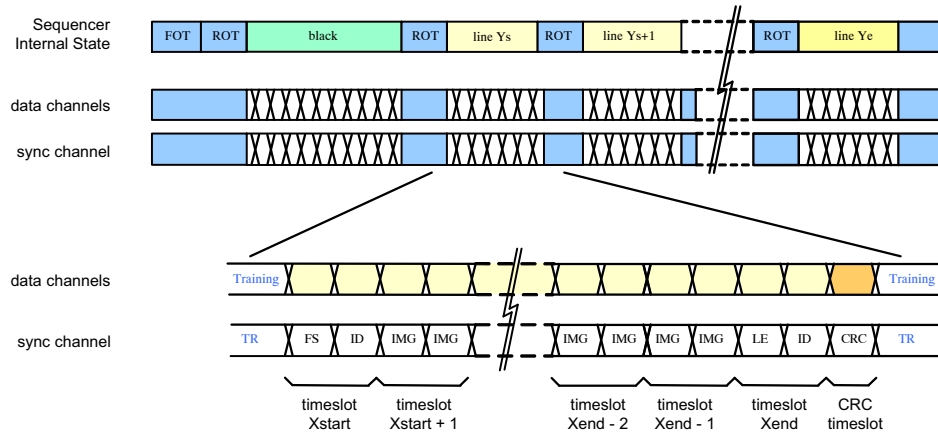 Sequencer
Internal State
FOT ROT black ROT line Ys ROT line Ys+1 ROT line Ye
data channels
sync channel
data channels Training Training
sync channel TR FS ID IMG IMG IMG IMG IMG IMG LE ID CRC TR
timeslot timeslot timeslot timeslot timeslot CRC
Xstart Xstart + 1 Xend - 2 Xend - 1 Xend timeslot